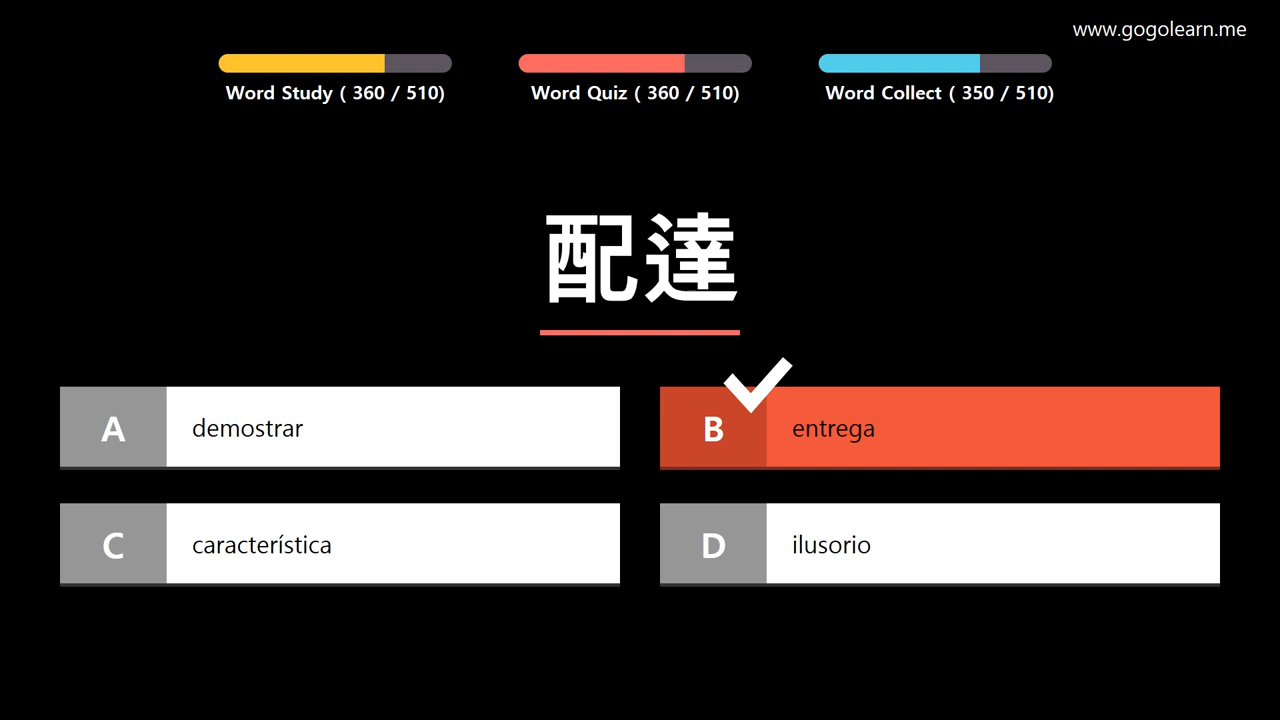 www.gogolearn.me
Word Study ( 360 / 510)
Word Quiz ( 360 / 510)
Word Collect ( 350 / 510)
配達
A demostrar
B entrega
C característica
D ilusorio